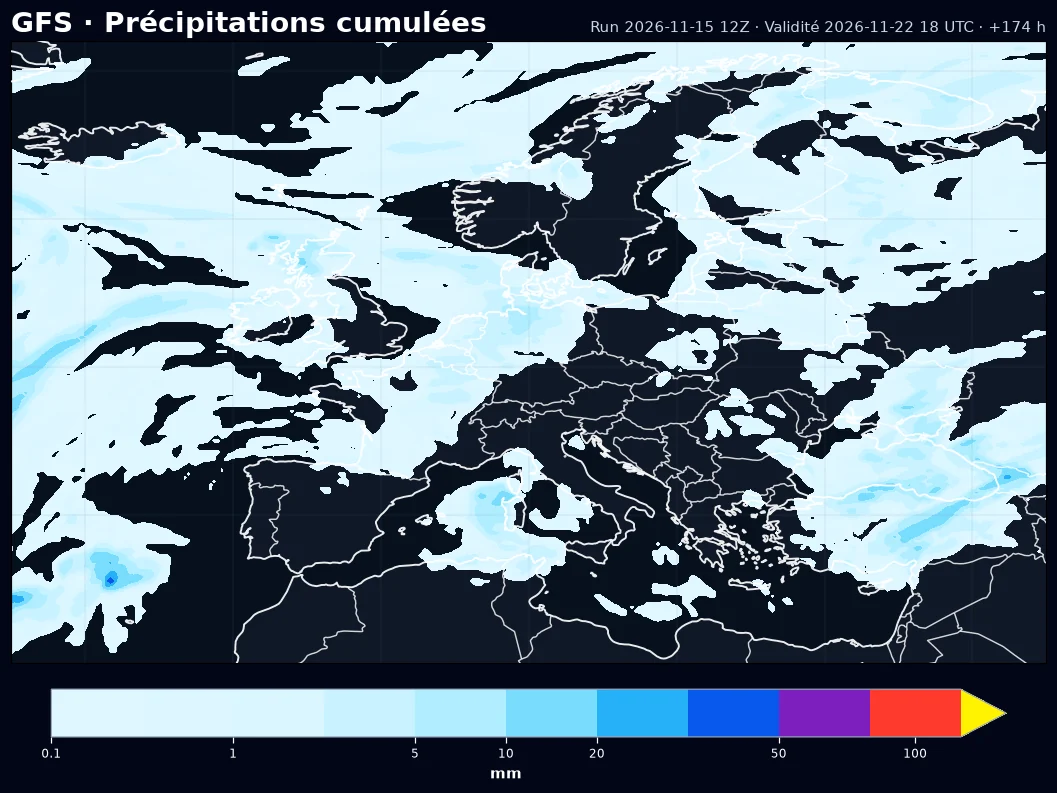 GFS · Précipitations cumulées
Run 2026-11-15 12Z · Validité 2026-11-22 18 UTC · +174 h
0.1 1 5 10 20 50 100
mm